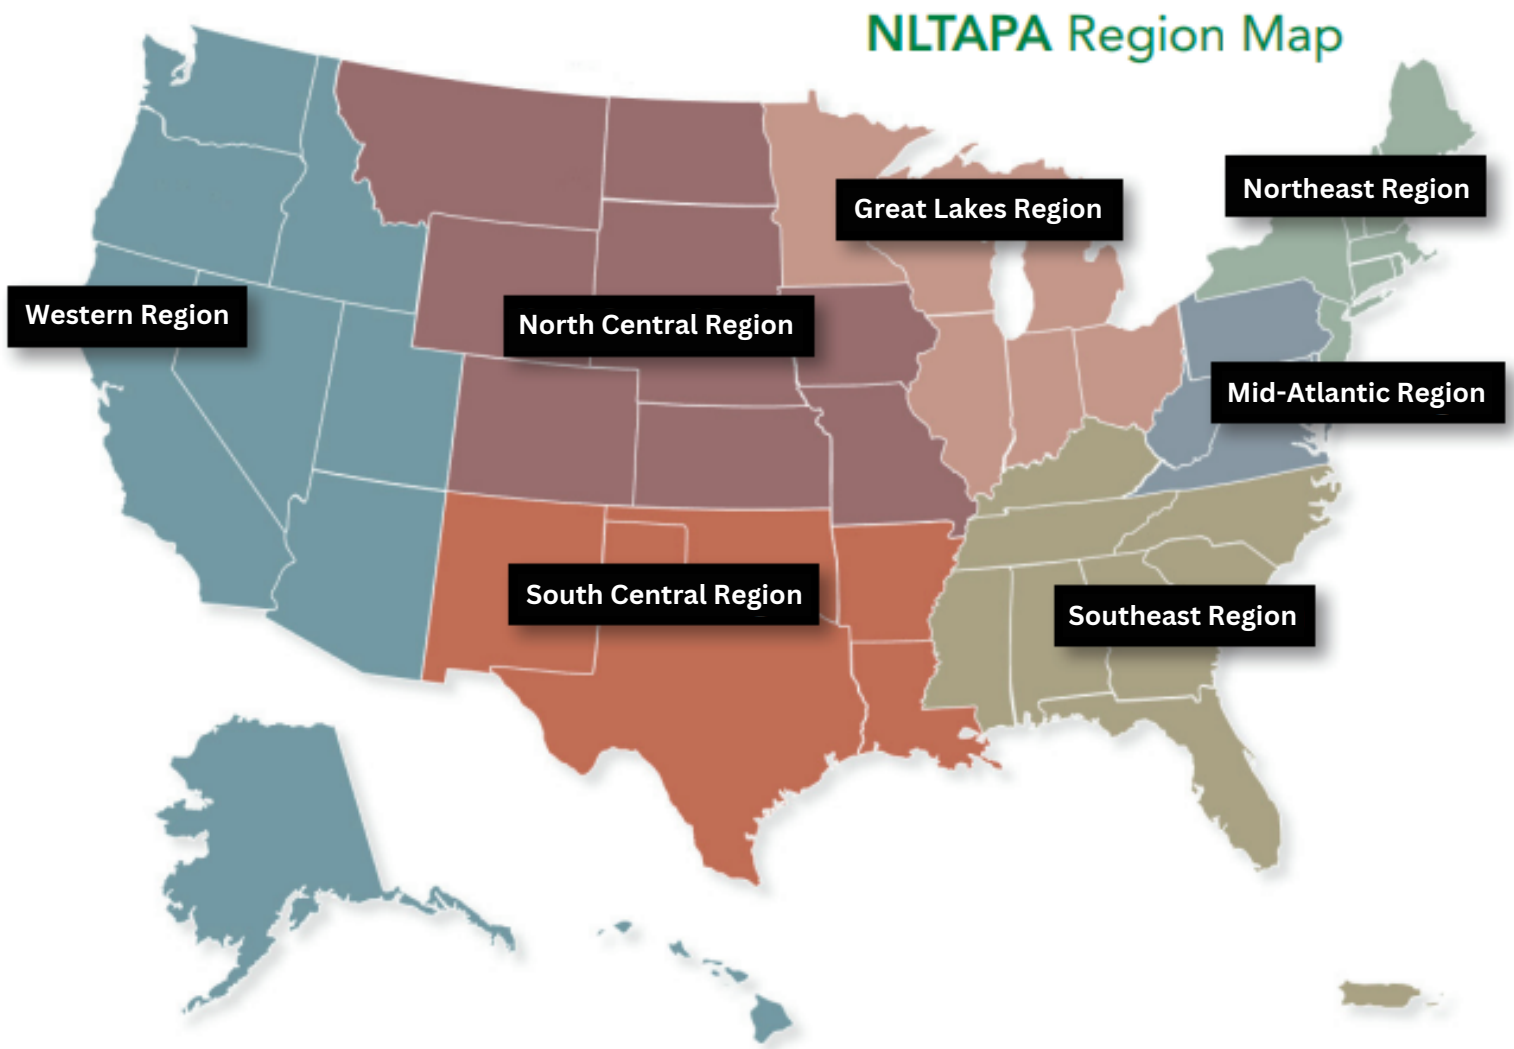 NLTAPA Region Map
Northeast Region
Great Lakes Region
Western Region
North Central Region
Mid-Atlantic Region
South Central Region
Southeast Region